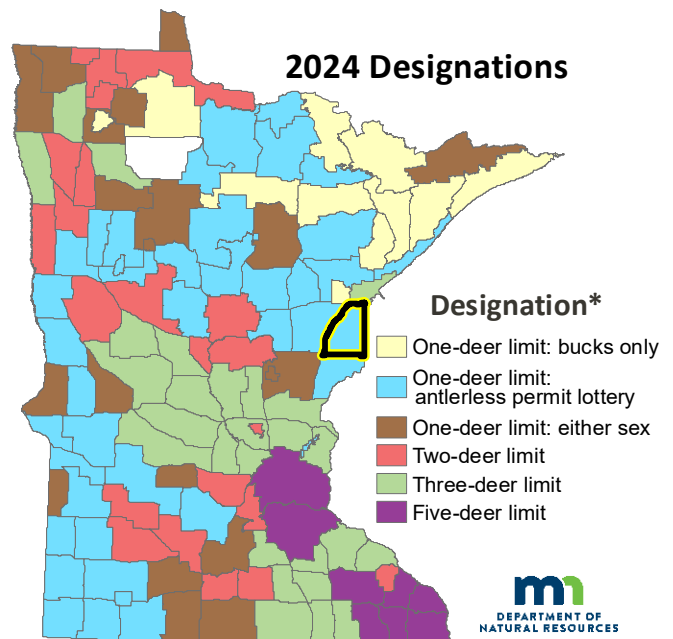 2024 Designations
Designation*
One-deer limit: bucks only
One-deer limit:
antlerless permit lottery
One-deer limit: either sex
Two-deer limit
Three-deer limit
Five-deer limit
mn
DEPARTMENT OF
NATURAL RESOURCES